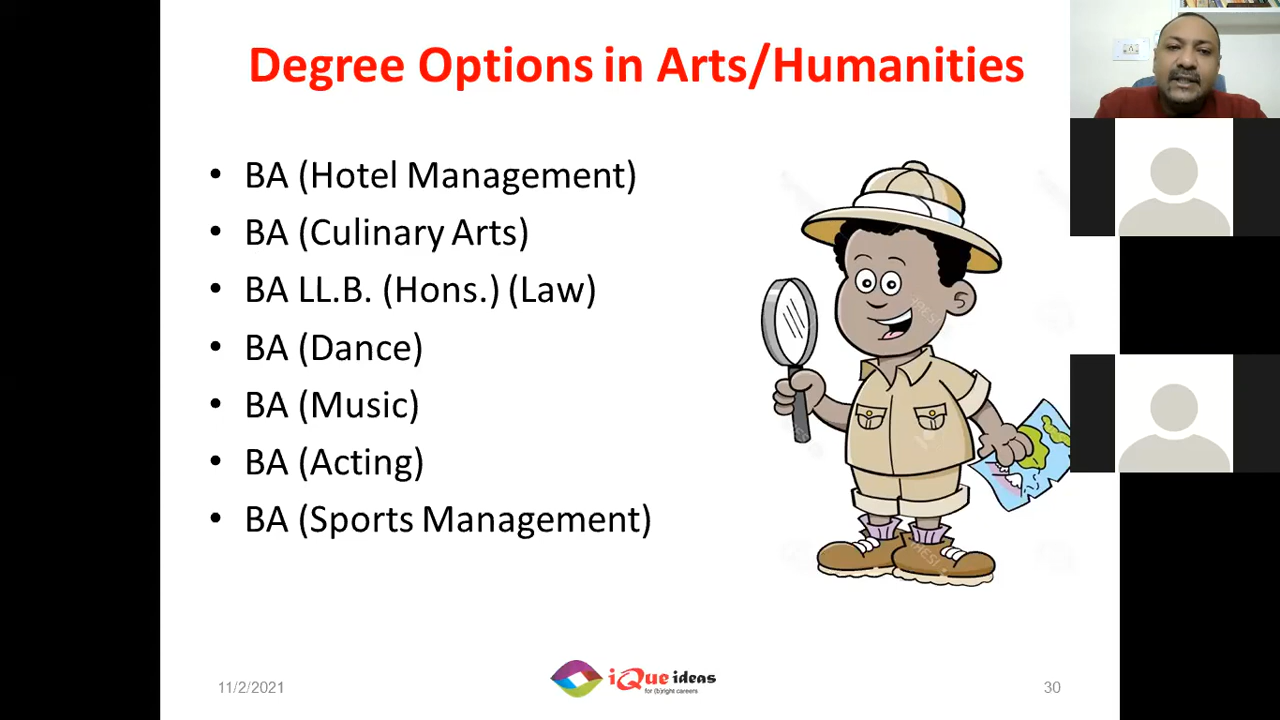 Degree Options in Arts/Humanities
• BA (Hotel Management)
• BA (Culinary Arts)
• BA LL.B. (Hons.) (Law)
• BA (Dance)
• BA (Music)
• BA (Acting)
• BA (Sports Management)
11/2/2021
iQue ideas
for (b)right careers
30